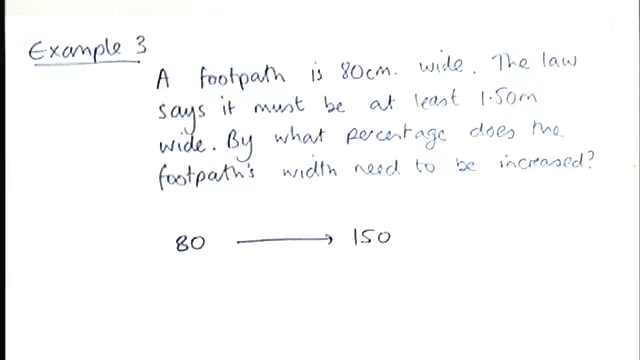 Example 3
A footpath is 80cm. wide. The law
says it must be at least 1.50m
wide. By what percentage does the
footpath's width need to be increased?
80 → 150